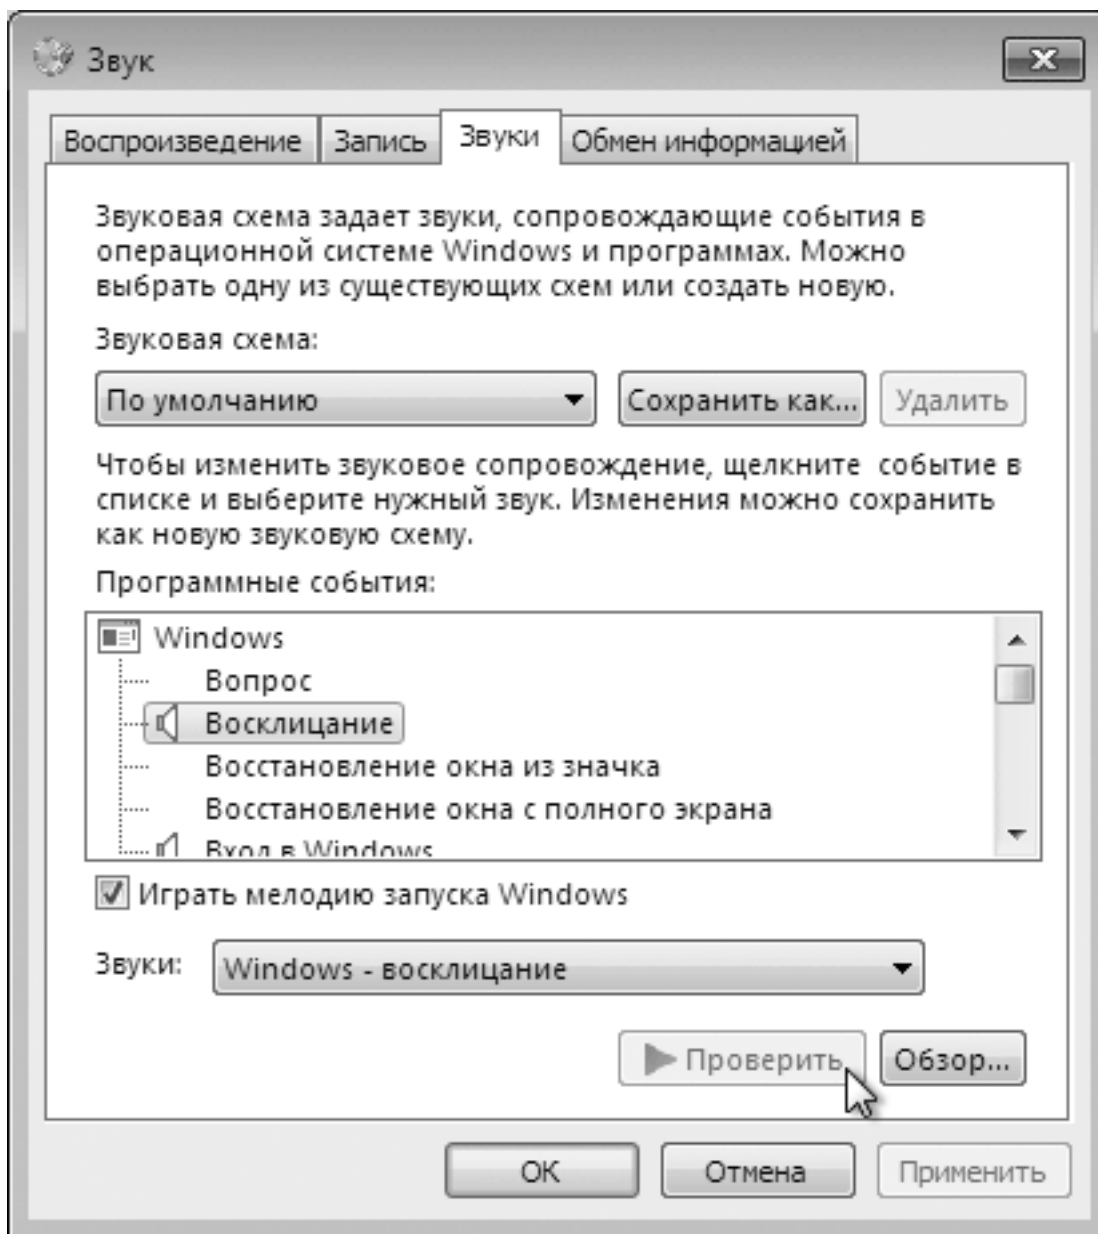 Звук
Воспроизведение Запись Звуки Обмен информацией
Звуковая схема задает звуки, сопровождающие события в
операционной системе Windows и программах. Можно
выбрать одну из существующих схем или создать новую.
Звуковая схема:
По умолчанию Сохранить как... Удалить
Чтобы изменить звуковое сопровождение, щелкните событие в
списке и выберите нужный звук. Изменения можно сохранить
как новую звуковую схему.
Программные события:
Windows
Вопрос
Восклицание
Восстановление окна из значка
Восстановление окна с полного экрана
Вход в Windows
Играть мелодию запуска Windows
Звуки: Windows - восклицание
Проверить Обзор...
ОК Отмена Применить